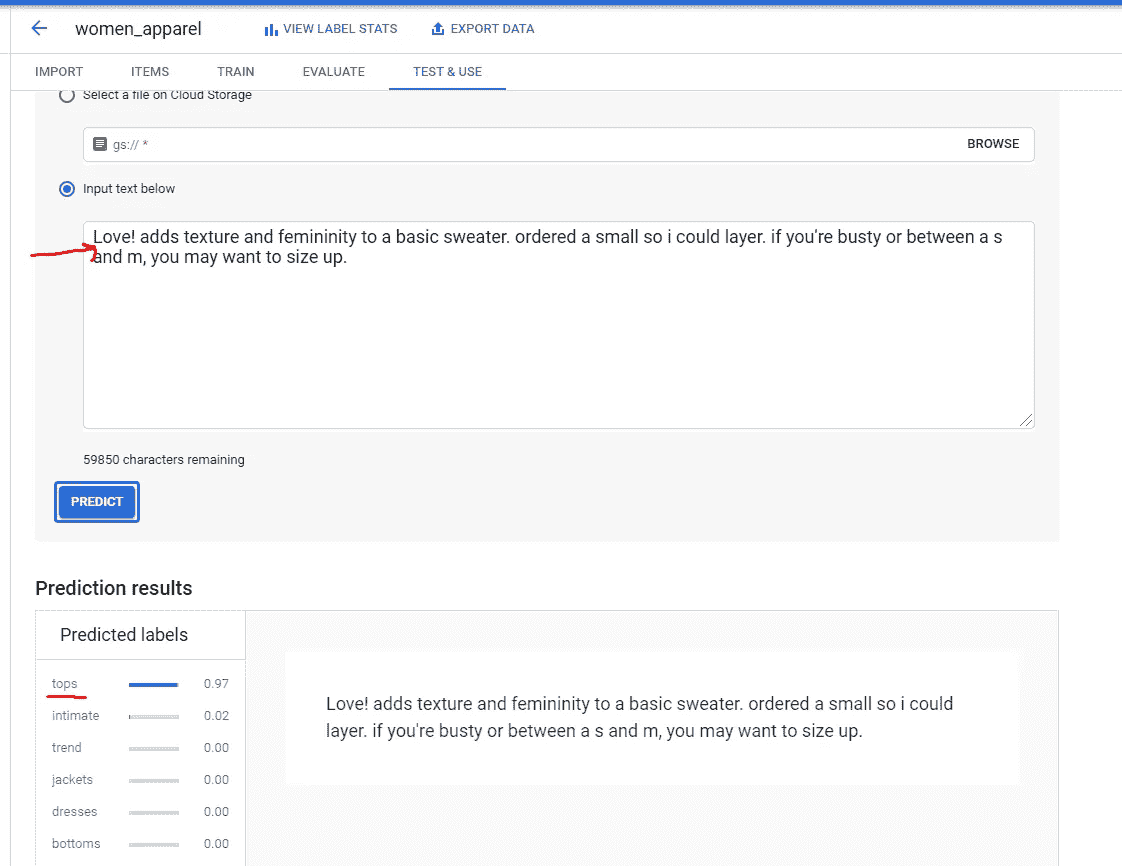 women_apparel VIEW LABEL STATS EXPORT DATA
IMPORT ITEMS TRAIN EVALUATE TEST & USE
Select a file on Cloud Storage
gs:// * BROWSE
Input text below
Love! adds texture and femininity to a basic sweater. ordered a small so i could layer. if you're busty or between a s
and m, you may want to size up.
59850 characters remaining
PREDICT
Prediction results
Predicted labels
tops 0.97
intimate 0.02
trend 0.00
jackets 0.00
dresses 0.00
bottoms 0.00
Love! adds texture and femininity to a basic sweater. ordered a small so i could
layer. if you're busty or between a s and m, you may want to size up.